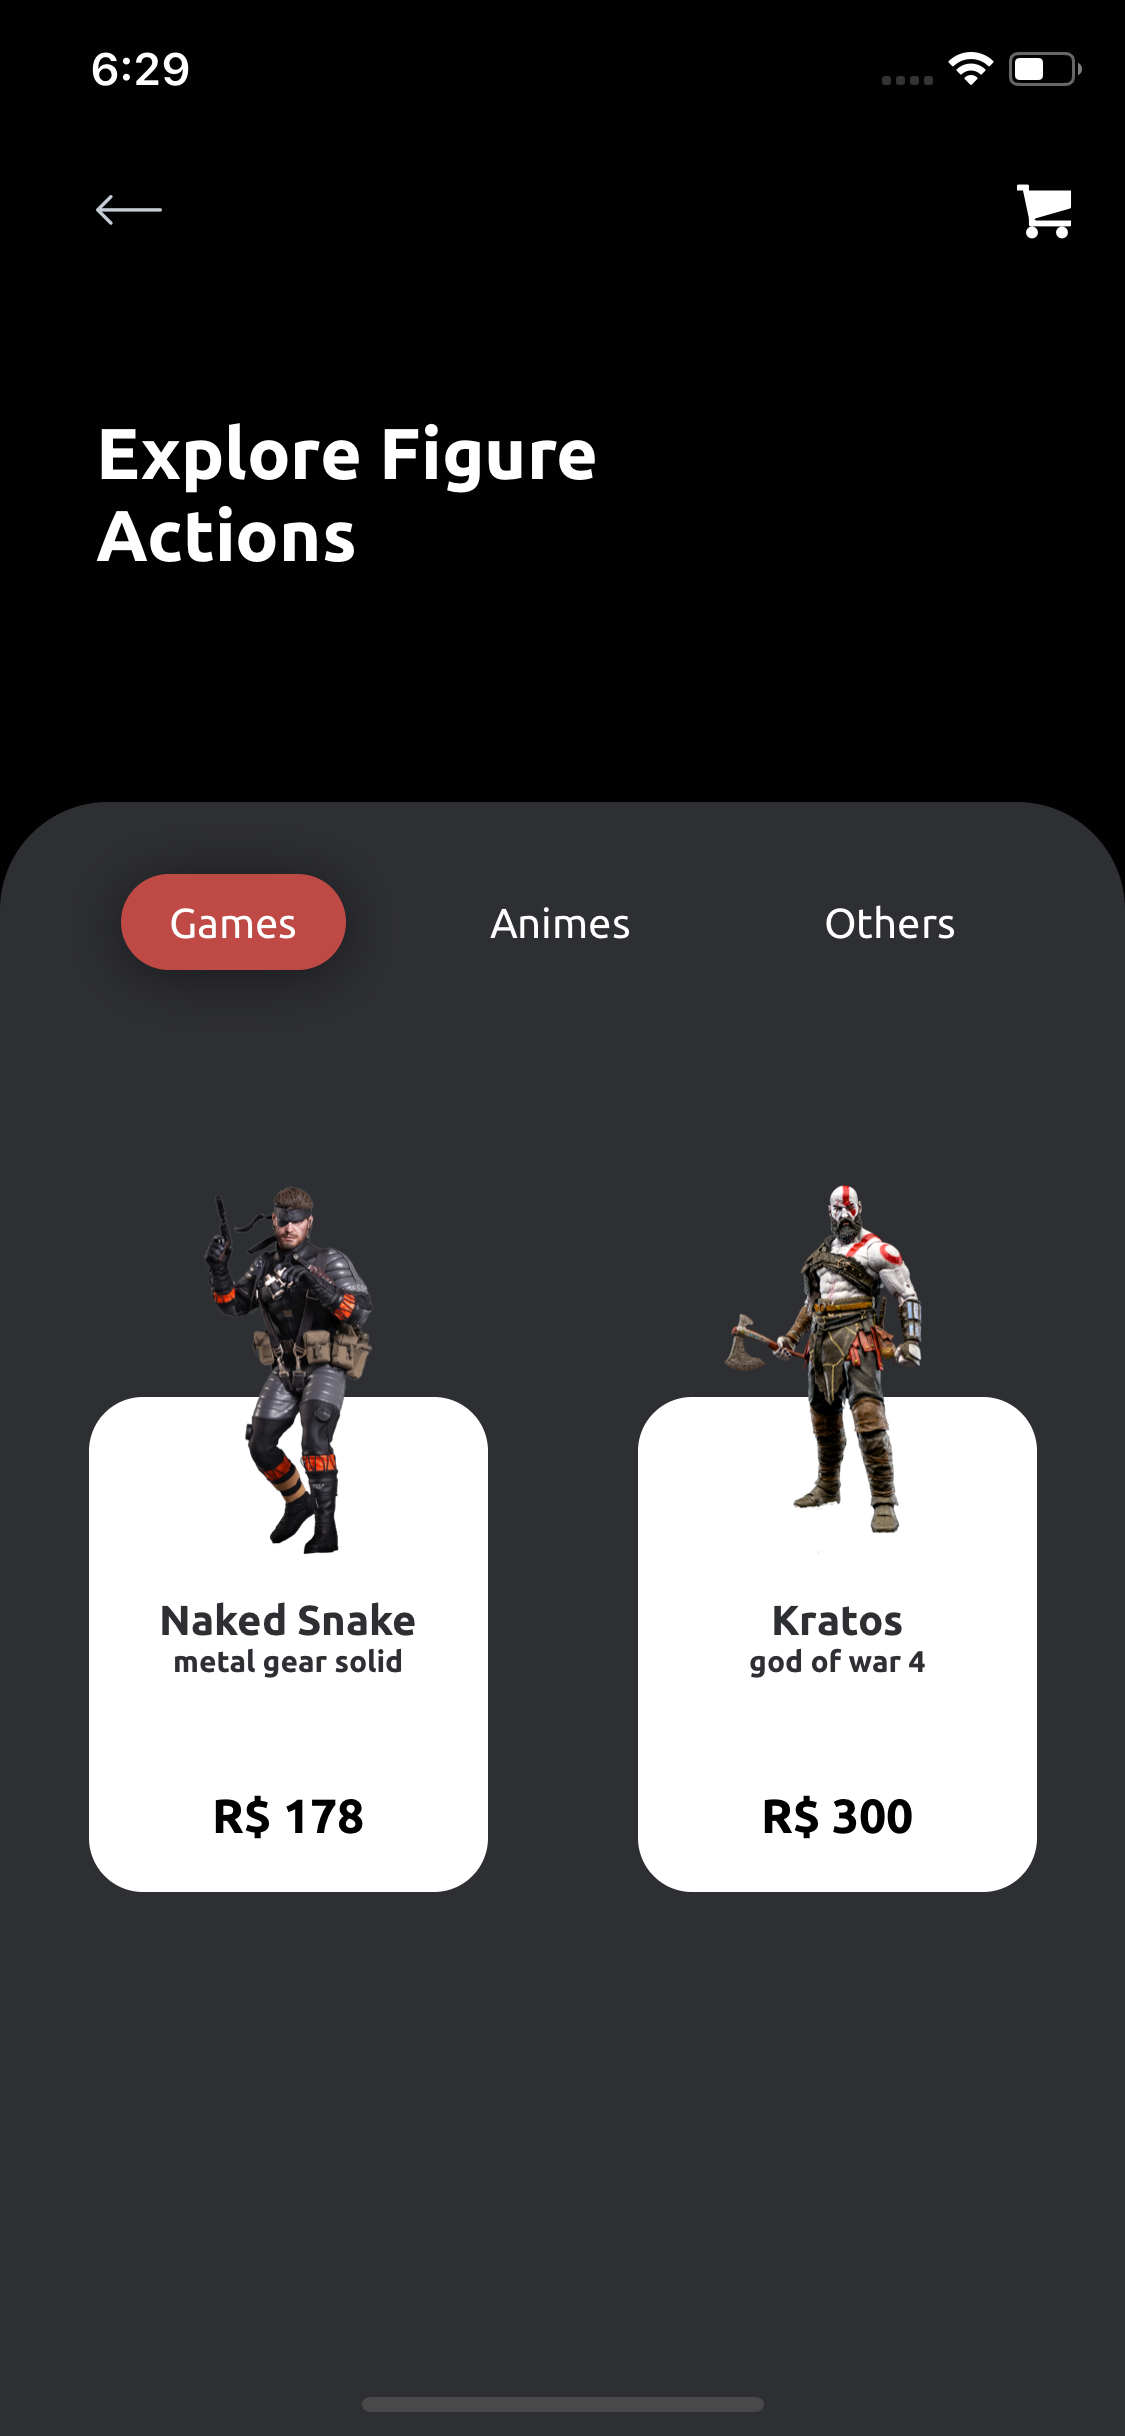 6:29
Explore Figure
Actions
Games
Animes
Others
Naked Snake
metal gear solid
R$ 178
Kratos
god of war 4
R$ 300